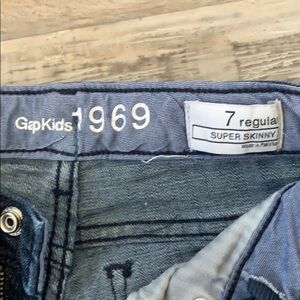 GapKids 1969
7 regular
SUPER SKINNY
Made in Pakistan